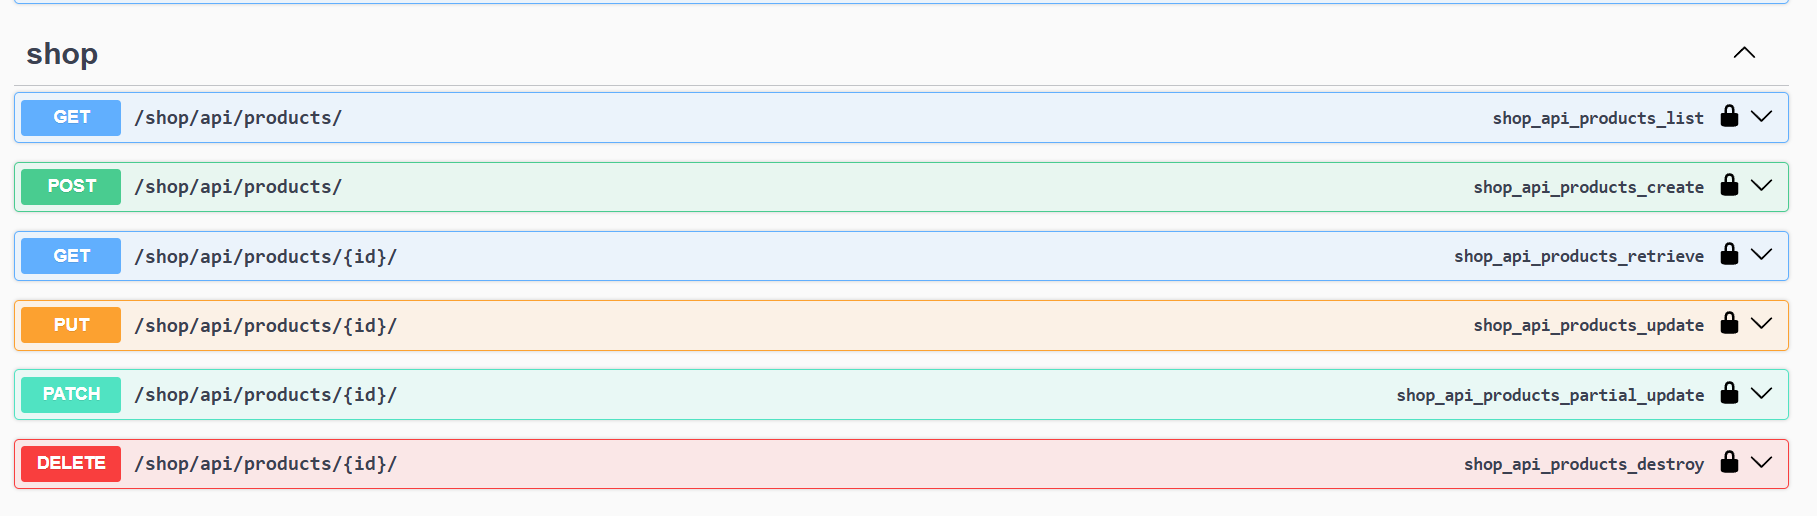 shop
GET /shop/api/products/ shop_api_products_list
POST /shop/api/products/ shop_api_products_create
GET /shop/api/products/{id}/ shop_api_products_retrieve
PUT /shop/api/products/{id}/ shop_api_products_update
PATCH /shop/api/products/{id}/ shop_api_products_partial_update
DELETE /shop/api/products/{id}/ shop_api_products_destroy